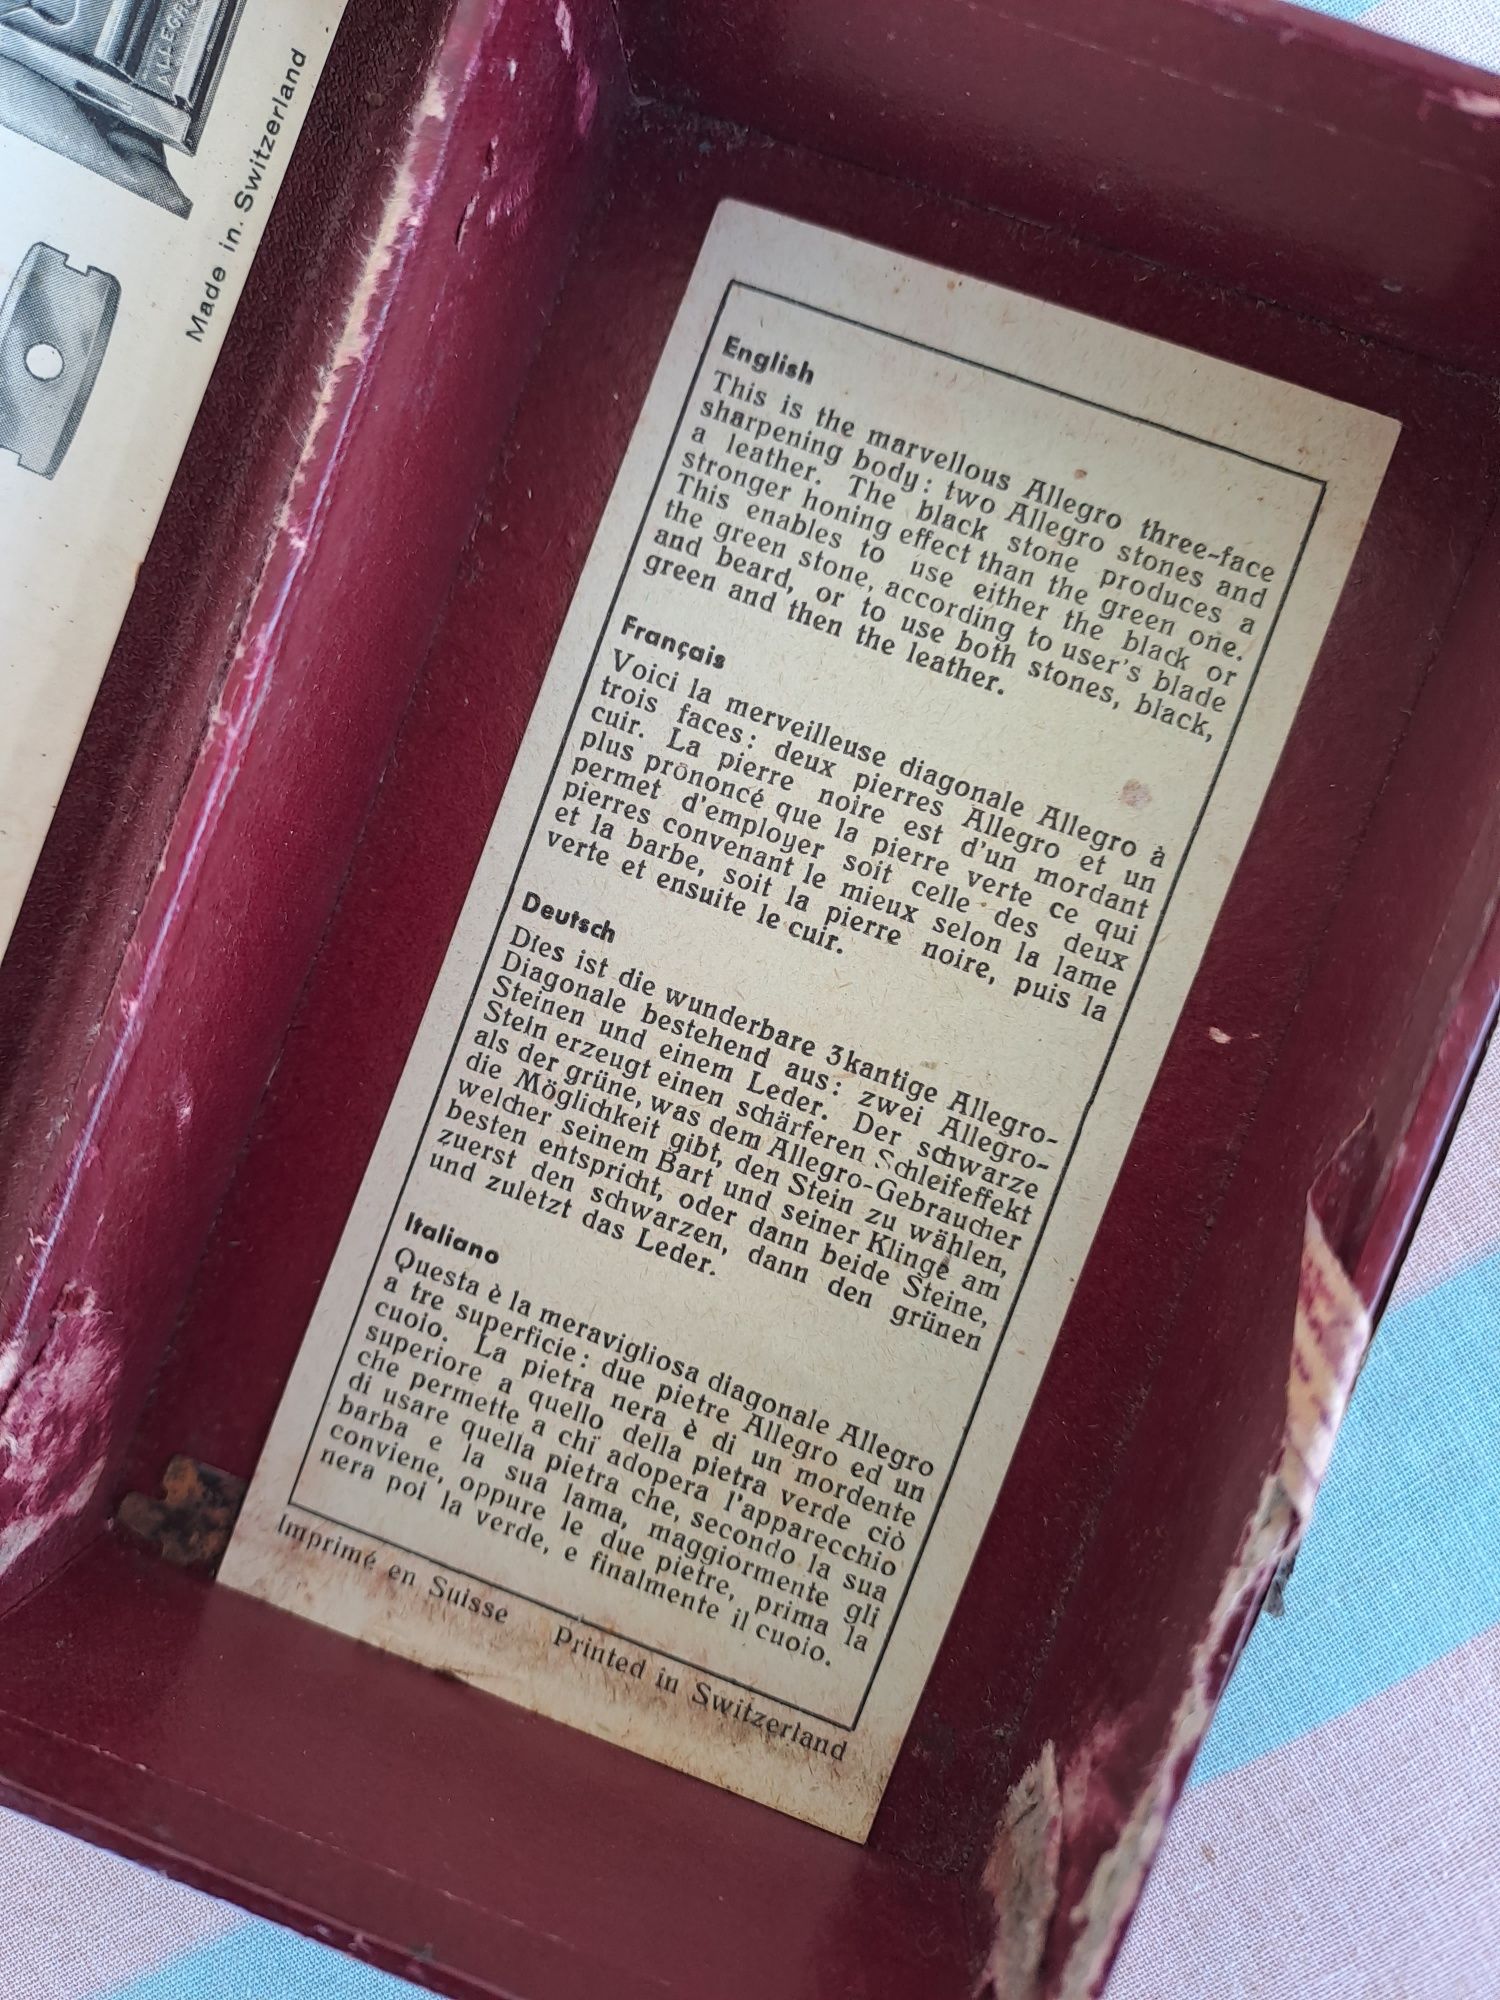 ALLEGRO
Made in Switzerland
English
This is the marvellous Allegro three-face
sharpening body: two Allegro stones and
a leather. The black stone produces a
stronger honing effect than the green one.
This enables to use either the black or
the green stone, according to user's blade
and beard, or to use both stones, black,
green and then the leather.
Français
Voici la merveilleuse diagonale Allegro à
trois faces: deux pierres Allegro et un
cuir. La pierre noire est d'un mordant
plus prononcé que la pierre verte ce qui
permet d'employer soit celle des deux
pierres convenant le mieux selon la lame
et la barbe, soit la pierre noire, puis la
verte et ensuite le cuir.
Deutsch
Dies ist die wunderbare 3kantige Allegro-
Diagonale bestehend aus: zwei Allegro-
Steinen und einem Leder. Der schwarze
Stein erzeugt einen schärferen Schleifeffekt
als der grüne, was dem Allegro-Gebraucher
die Möglichkeit gibt, den Stein zu wählen,
welcher seinem Bart und seiner Klinge am
besten entspricht, oder dann beide Steine,
zuerst den schwarzen, dann den grünen
und zuletzt das Leder.
Italiano
Questa è la meravigliosa diagonale Allegro
a tre superficie: due pietre Allegro ed un
cuoio. La pietra nera è di un mordente
superiore a quello della pietra verde ciò
che permette a chi adopera l'apparecchio
di usare quella pietra che, secondo la sua
barba e la sua lama, maggiormente gli
conviene, oppure le due pietre, prima la
nera poi la verde, e finalmente il cuoio.
Imprimé en Suisse Printed in Switzerland